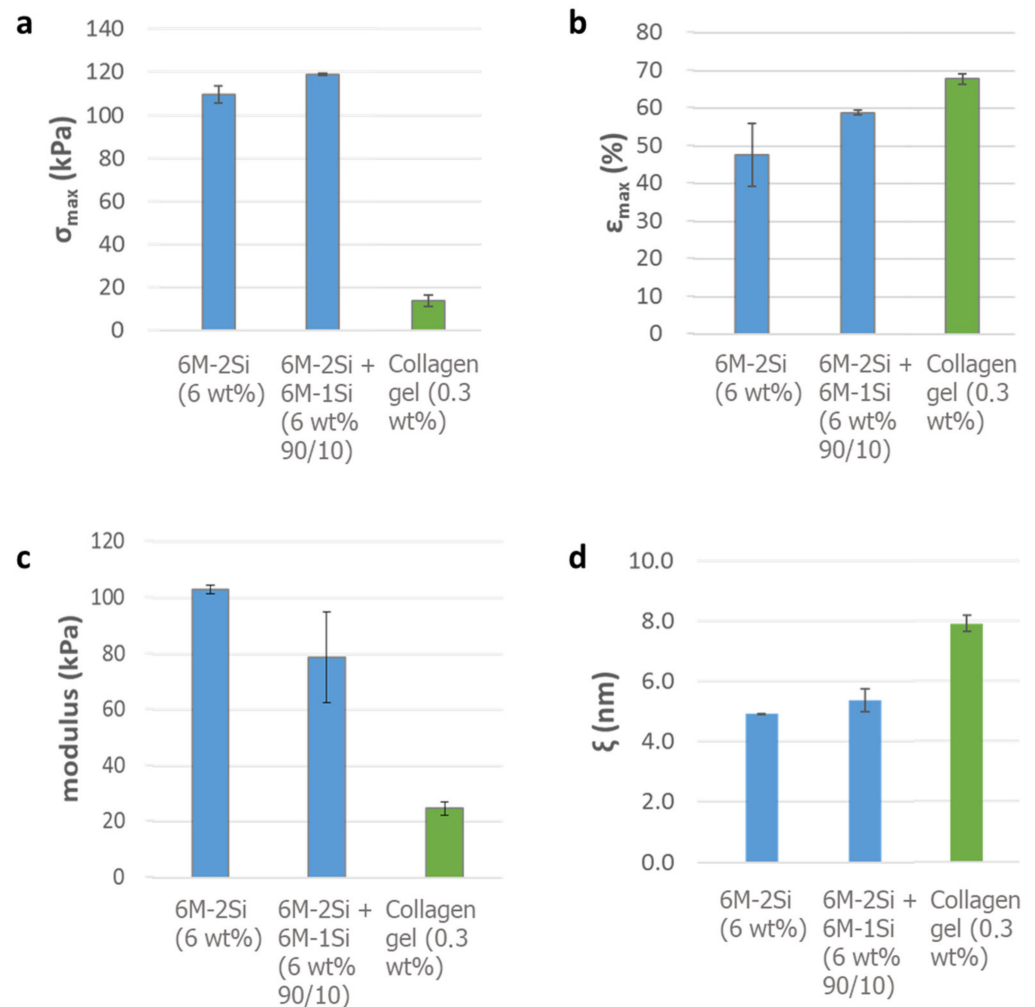 a
σmax (kPa)
140
120
100
80
60
40
20
0
6M-2Si
(6 wt%)
6M-2Si +
6M-1Si
(6 wt%
90/10)
Collagen
gel (0.3
wt%)
b
εmax (%)
80
70
60
50
40
30
20
10
0
6M-2Si
(6 wt%)
6M-2Si +
6M-1Si
(6 wt%
90/10)
Collagen
gel (0.3
wt%)
c
modulus (kPa)
120
100
80
60
40
20
0
6M-2Si
(6 wt%)
6M-2Si +
6M-1Si
(6 wt%
90/10)
Collagen
gel (0.3
wt%)
d
ξ (nm)
10.0
8.0
6.0
4.0
2.0
0.0
6M-2Si
(6 wt%)
6M-2Si +
6M-1Si
(6 wt%
90/10)
Collagen
gel (0.3
wt%)